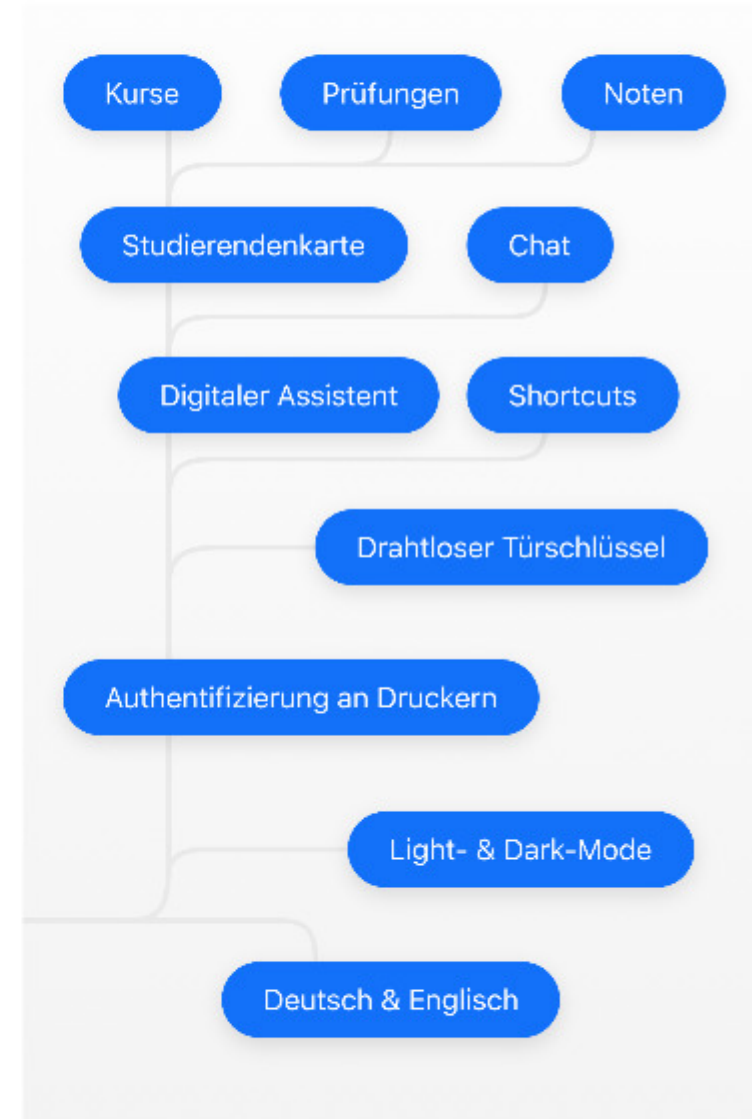 Kurse
Prüfungen
Noten
Studierendenkarte
Chat
Digitaler Assistent
Shortcuts
Drahtloser Türschlüssel
Authentifizierung an Druckern
Light- & Dark-Mode
Deutsch & Englisch